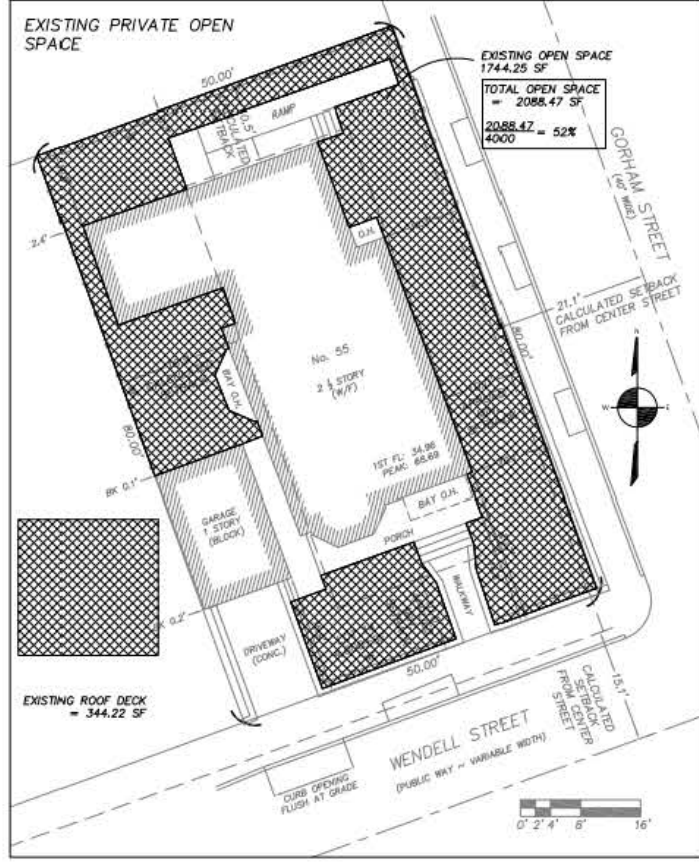 EXISTING PRIVATE OPEN
SPACE
50.00'
EXISTING OPEN SPACE
1744.25 SF
TOTAL OPEN SPACE
= 2088.47 SF
2088.47
4000
= 52%
RAMP
CALCULATED
SETBACK
GORHAM STREET
(40' WIDE)
2.4'
O.H.
21.1'
CALCULATED SETBACK
FROM CENTER STREET
80.00'
No. 55
2 ½ STORY
(W/F)
BAY O.H.
N
W
80.00'
1ST FL: 34.96
PEAK: 68.69
BK 0.1'
BAY O.H.
GARAGE
1 STORY
(BLOCK)
PORCH
WALKWAY
0.2'
DRIVEWAY
(CONC.)
50.00'
EXISTING ROOF DECK
= 344.22 SF
CALCULATED
SETBACK
FROM CENTER
STREET
15.1'
WENDELL STREET
(PUBLIC WAY ~ VARIABLE WIDTH)
CURB OPENING
FLUSH AT GRADE
0' 2' 4' 8' 16'